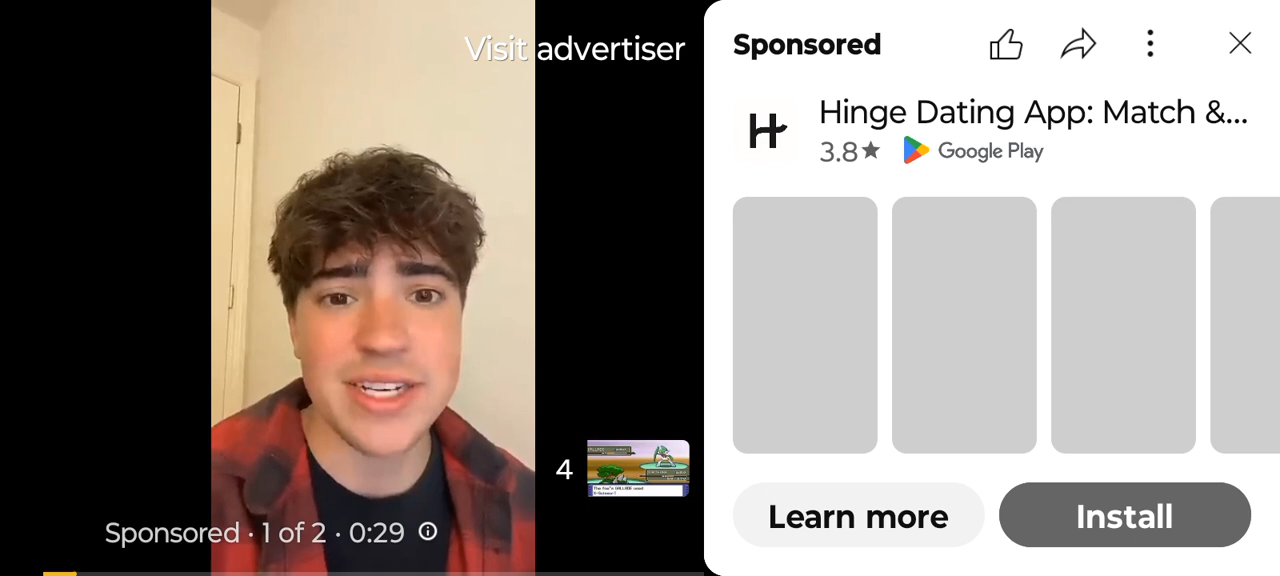 Visit advertiser
4
Sponsored · 1 of 2 · 0:29
Sponsored
Hinge Dating App: Match &...
3.8★ Google Play
Learn more
Install